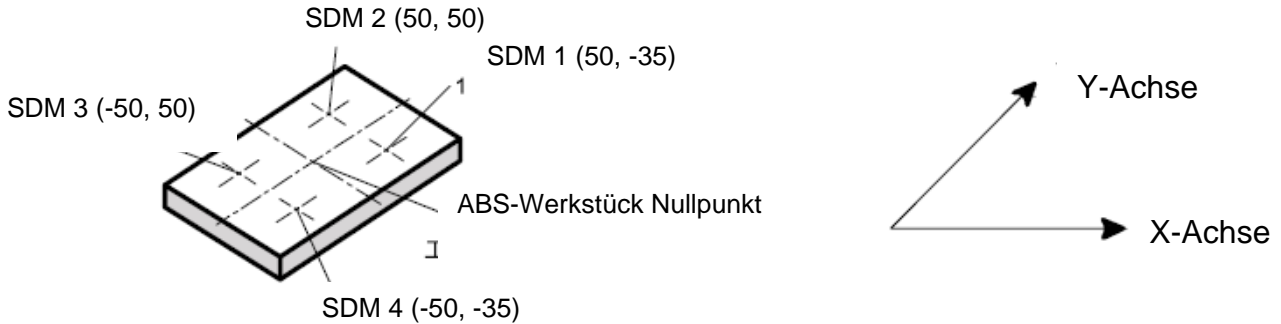 SDM 2 (50, 50)
SDM 1 (50, -35)
SDM 3 (-50, 50)
ABS-Werkstück Nullpunkt
SDM 4 (-50, -35)
Y-Achse
X-Achse